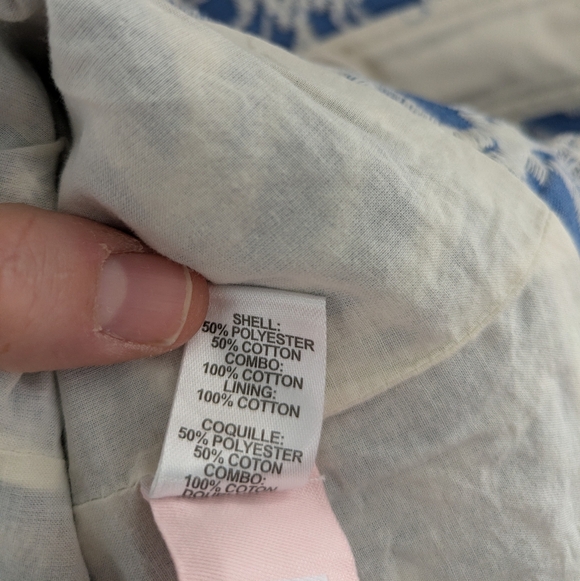 SHELL:
50% POLYESTER
50% COTTON
COMBO:
100% COTTON
LINING:
100% COTTON
COQUILLE:
50% POLYESTER
50% COTON
COMBO:
100% COTON